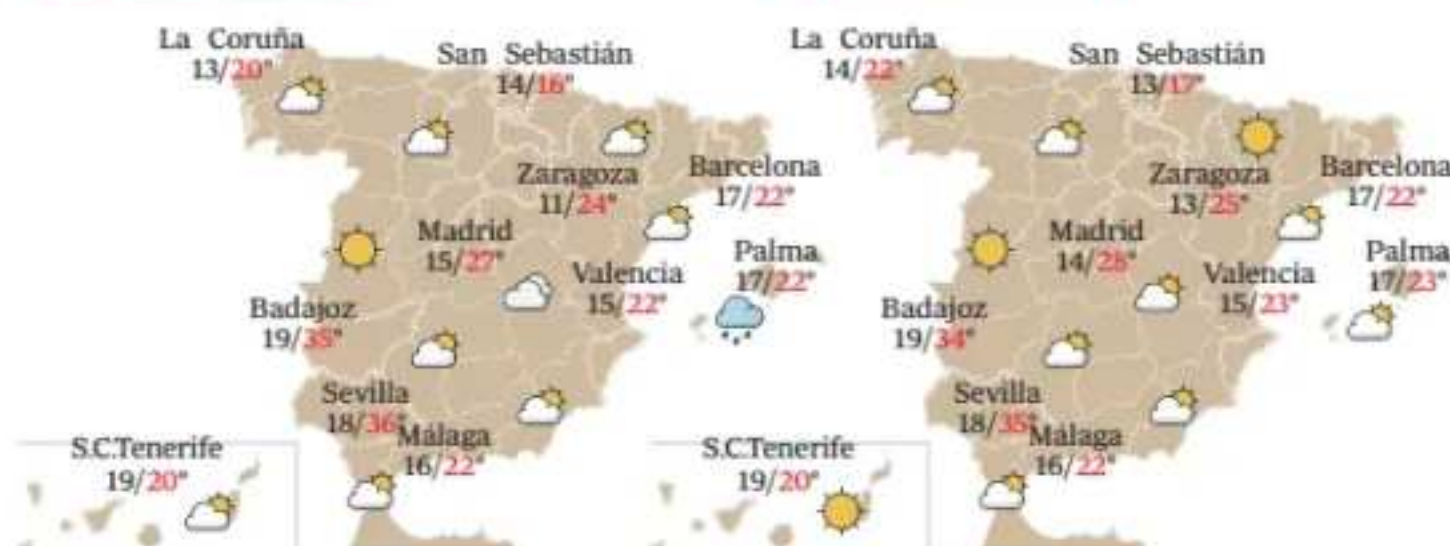 La Coruña
13/20°
San Sebastián
14/16°
Zaragoza
11/24°
Barcelona
17/22°
Madrid
15/27°
Palma
17/22°
Valencia
15/22°
Badajoz
19/35°
Sevilla
18/36°
Málaga
16/22°
S.C.Tenerife
19/20°
La Coruña
14/22°
San Sebastián
13/17°
Zaragoza
13/25°
Barcelona
17/22°
Madrid
14/28°
Palma
17/23°
Valencia
15/23°
Badajoz
19/34°
Sevilla
18/35°
Málaga
16/22°
S.C.Tenerife
19/20°